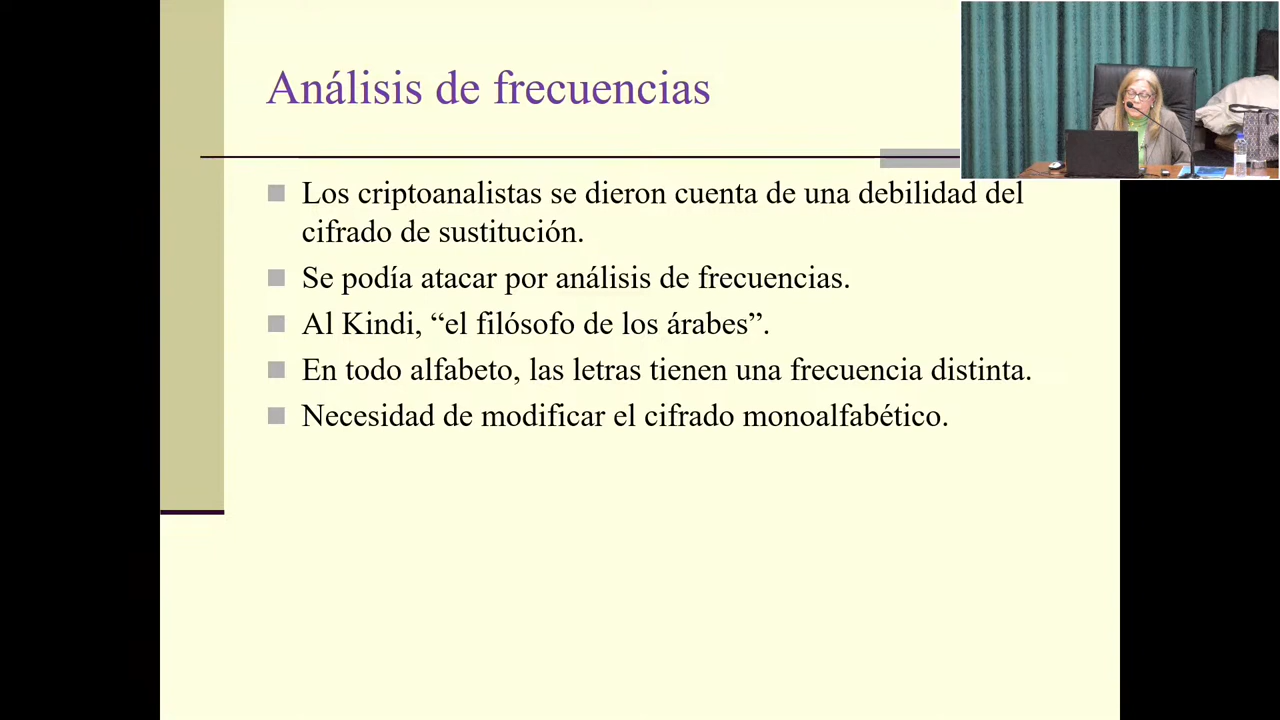 Análisis de frecuencias
Los criptoanalistas se dieron cuenta de una debilidad del
cifrado de sustitución.
Se podía atacar por análisis de frecuencias.
Al Kindi, “el filósofo de los árabes”.
En todo alfabeto, las letras tienen una frecuencia distinta.
Necesidad de modificar el cifrado monoalfabético.